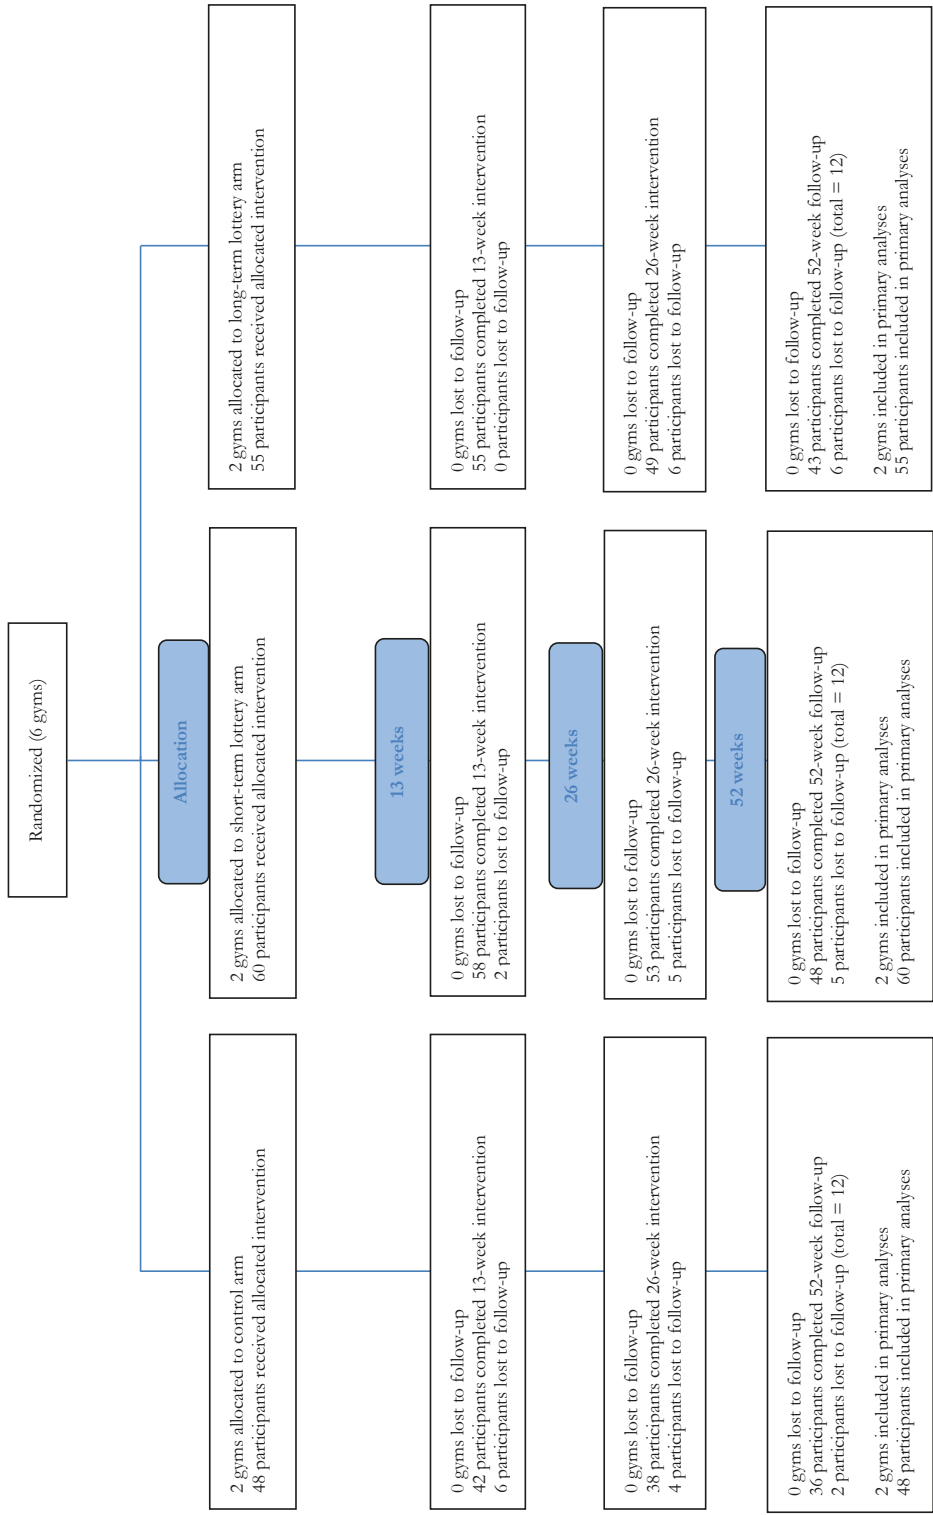 Randomized (6 gyms)
Allocation
2 gyms allocated to control arm
48 participants received allocated intervention
2 gyms allocated to short-term lottery arm
60 participants received allocated intervention
2 gyms allocated to long-term lottery arm
55 participants received allocated intervention
13 weeks
0 gyms lost to follow-up
42 participants completed 13-week intervention
6 participants lost to follow-up
0 gyms lost to follow-up
58 participants completed 13-week intervention
2 participants lost to follow-up
0 gyms lost to follow-up
55 participants completed 13-week intervention
0 participants lost to follow-up
26 weeks
0 gyms lost to follow-up
38 participants completed 26-week intervention
4 participants lost to follow-up
0 gyms lost to follow-up
53 participants completed 26-week intervention
5 participants lost to follow-up
0 gyms lost to follow-up
49 participants completed 26-week intervention
6 participants lost to follow-up
52 weeks
0 gyms lost to follow-up
36 participants completed 52-week follow-up
2 participants lost to follow-up (total = 12)
2 gyms included in primary analyses
48 participants included in primary analyses
0 gyms lost to follow-up
48 participants completed 52-week follow-up
5 participants lost to follow-up (total = 12)
2 gyms included in primary analyses
60 participants included in primary analyses
0 gyms lost to follow-up
43 participants completed 52-week follow-up
6 participants lost to follow-up (total = 12)
2 gyms included in primary analyses
55 participants included in primary analyses